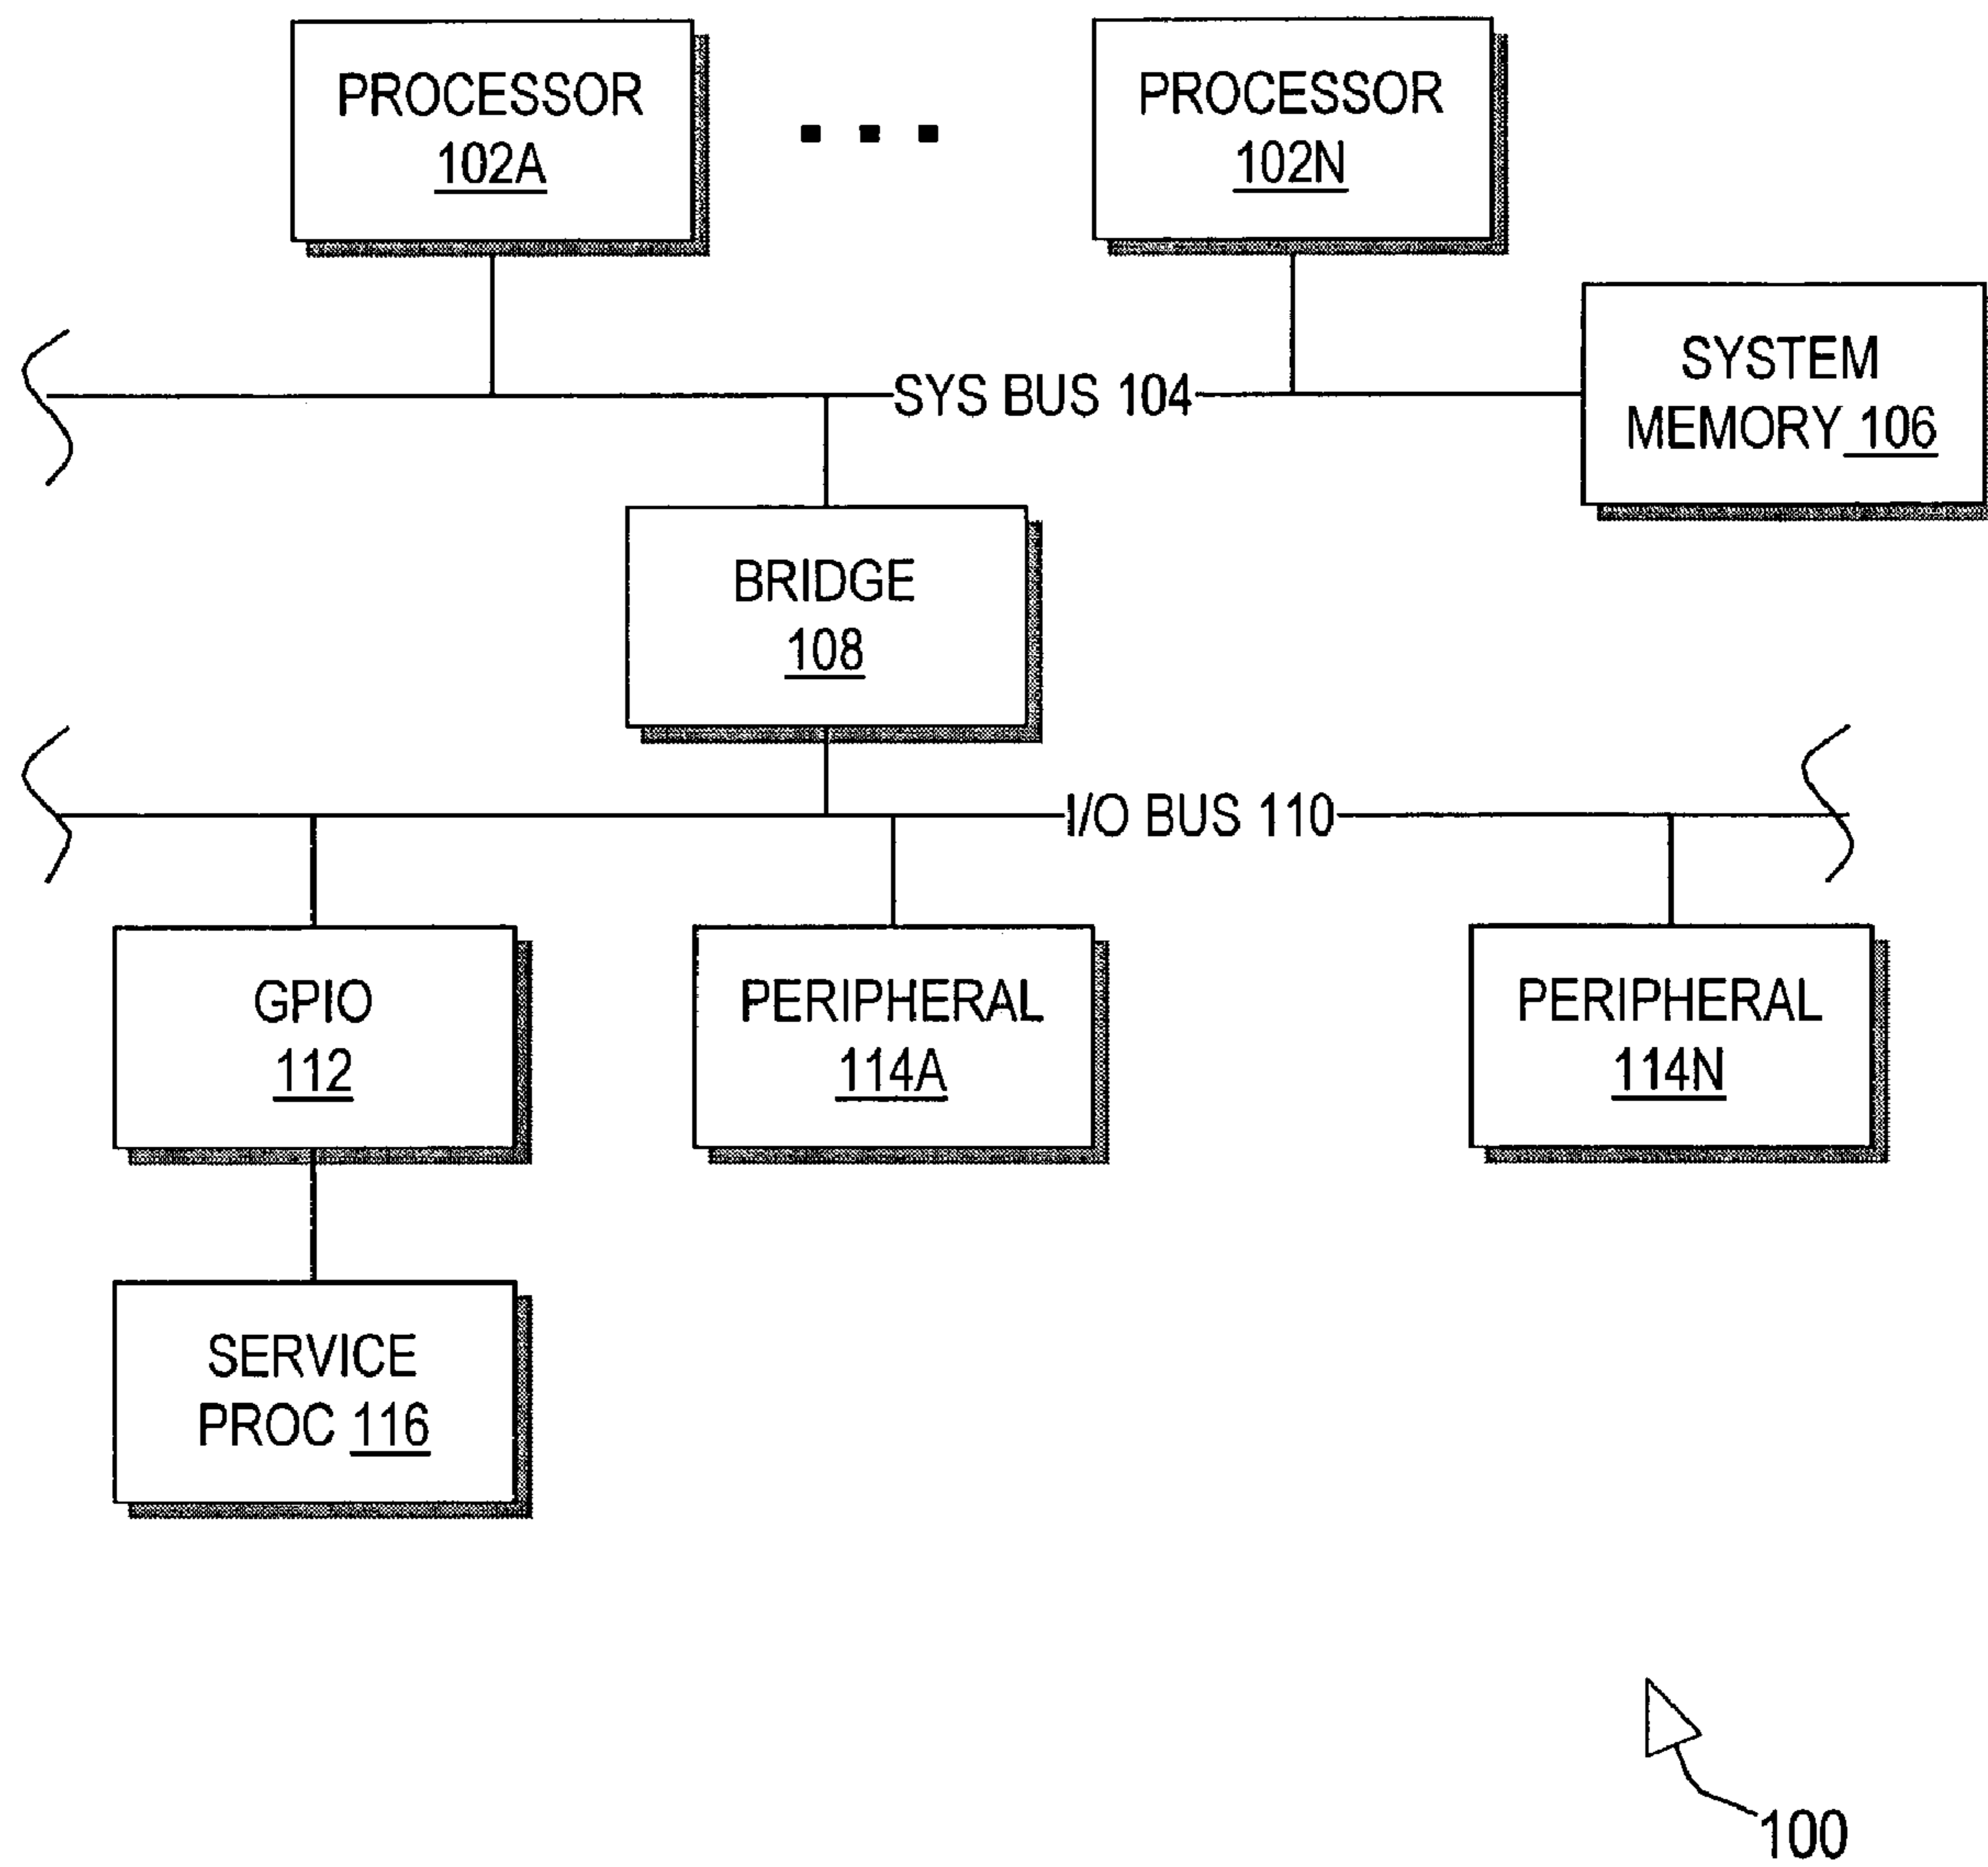 PROCESSOR
102A
PROCESSOR
102N
SYSTEM
MEMORY 106
SYS BUS 104
BRIDGE
108
I/O BUS 110
GPIO
112
PERIPHERAL
114A
PERIPHERAL
114N
SERVICE
PROC 116
100